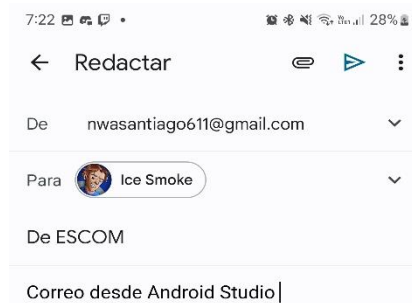 7:22 28%
Redactar
De nwasantiago611@gmail.com
Para Ice Smoke
De ESCOM
Correo desde Android Studio